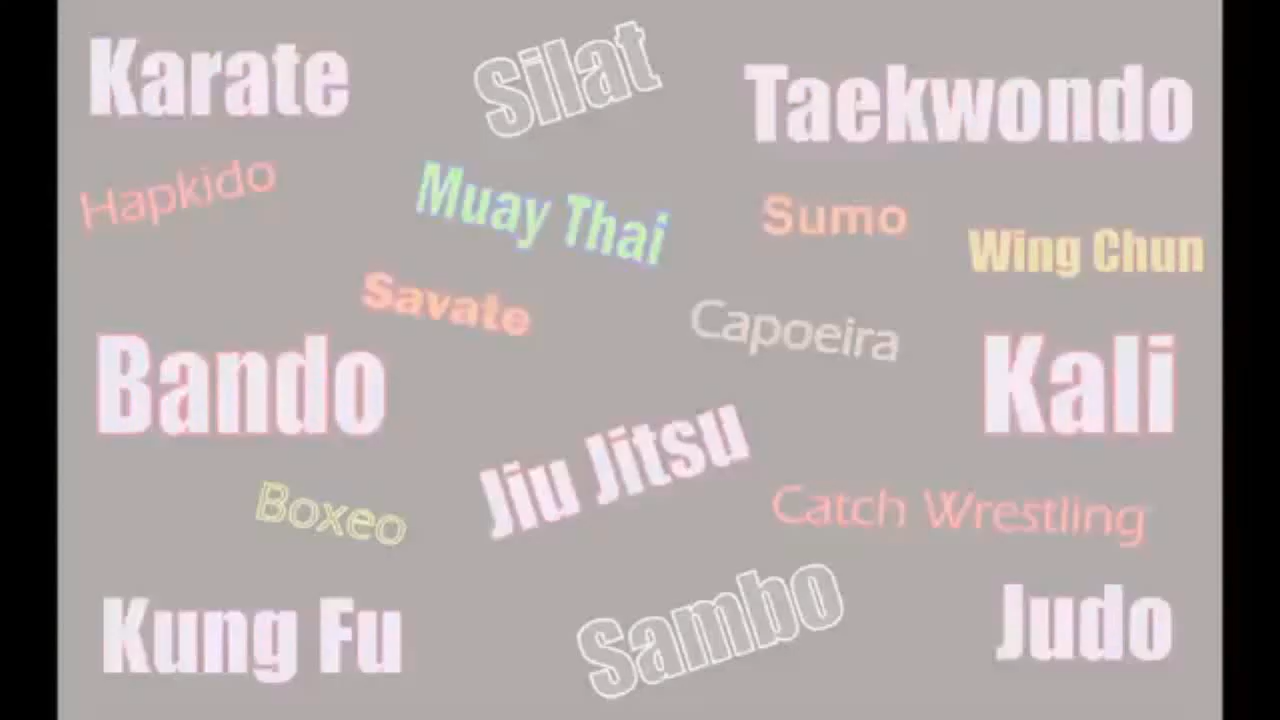 Karate
Silat
Taekwondo
Hapkido
Muay Thai
Sumo
Wing Chun
Savate
Capoeira
Bando
Kali
Jiu Jitsu
Boxeo
Catch Wrestling
Kung Fu
Sambo
Judo